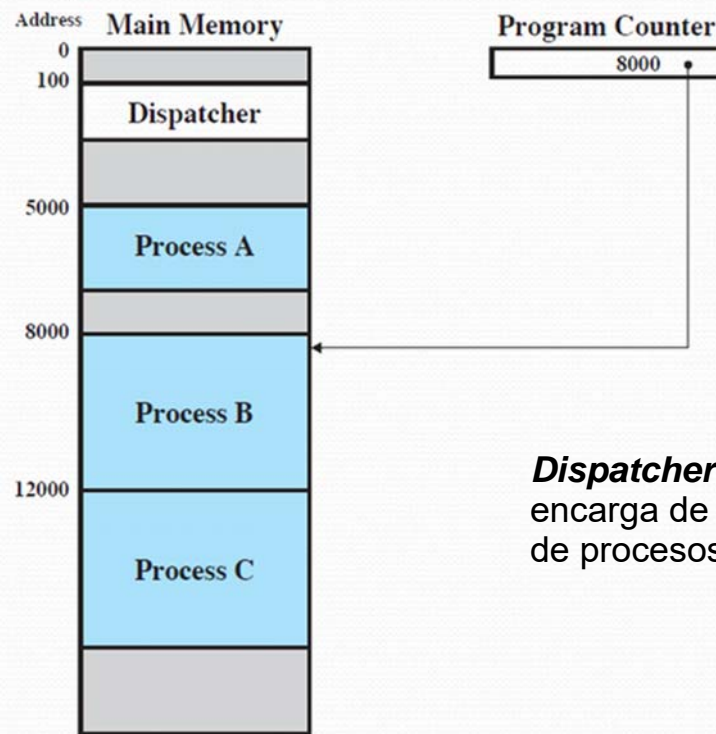 Address Main Memory
0
100
Dispatcher
5000
Process A
8000
Process B
12000
Process C
Program Counter
8000
Dispatcher
encarga de
de procesos